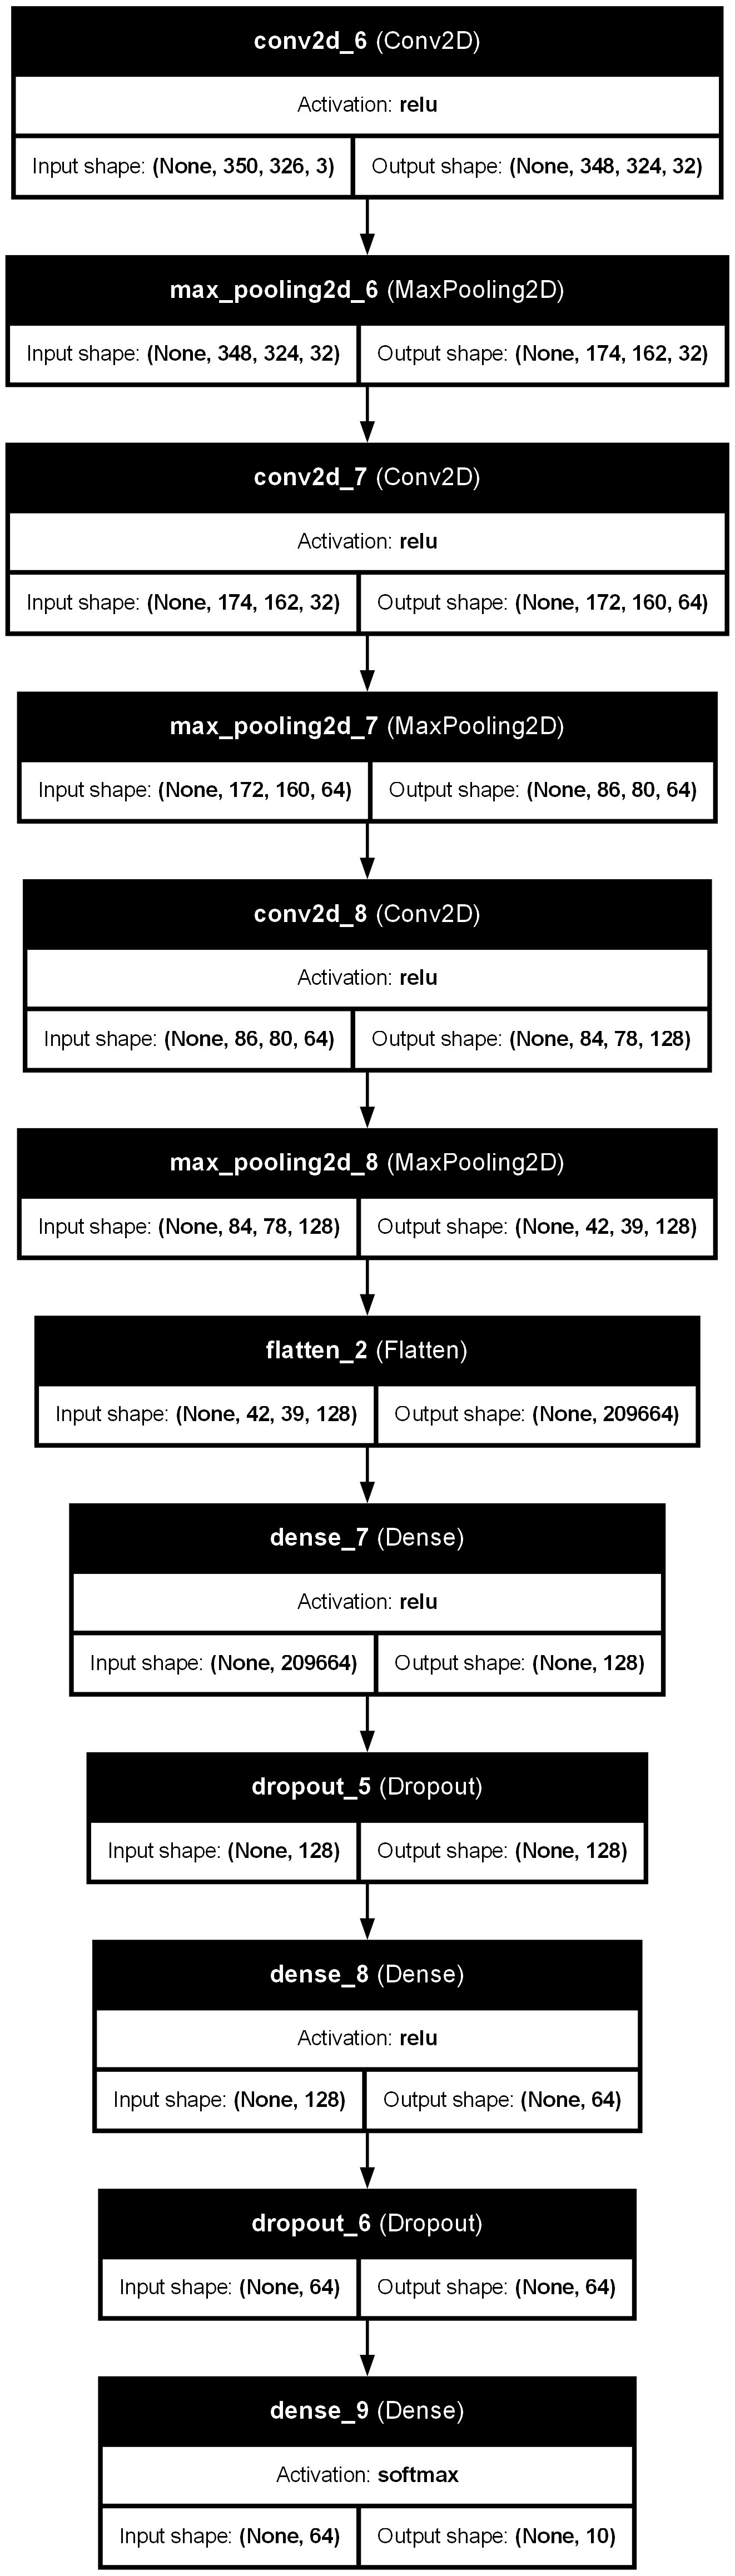 conv2d_6 (Conv2D)
Activation: relu
Input shape: (None, 350, 326, 3) Output shape: (None, 348, 324, 32)
max_pooling2d_6 (MaxPooling2D)
Input shape: (None, 348, 324, 32) Output shape: (None, 174, 162, 32)
conv2d_7 (Conv2D)
Activation: relu
Input shape: (None, 174, 162, 32) Output shape: (None, 172, 160, 64)
max_pooling2d_7 (MaxPooling2D)
Input shape: (None, 172, 160, 64) Output shape: (None, 86, 80, 64)
conv2d_8 (Conv2D)
Activation: relu
Input shape: (None, 86, 80, 64) Output shape: (None, 84, 78, 128)
max_pooling2d_8 (MaxPooling2D)
Input shape: (None, 84, 78, 128) Output shape: (None, 42, 39, 128)
flatten_2 (Flatten)
Input shape: (None, 42, 39, 128) Output shape: (None, 209664)
dense_7 (Dense)
Activation: relu
Input shape: (None, 209664) Output shape: (None, 128)
dropout_5 (Dropout)
Input shape: (None, 128) Output shape: (None, 128)
dense_8 (Dense)
Activation: relu
Input shape: (None, 128) Output shape: (None, 64)
dropout_6 (Dropout)
Input shape: (None, 64) Output shape: (None, 64)
dense_9 (Dense)
Activation: softmax
Input shape: (None, 64) Output shape: (None, 10)